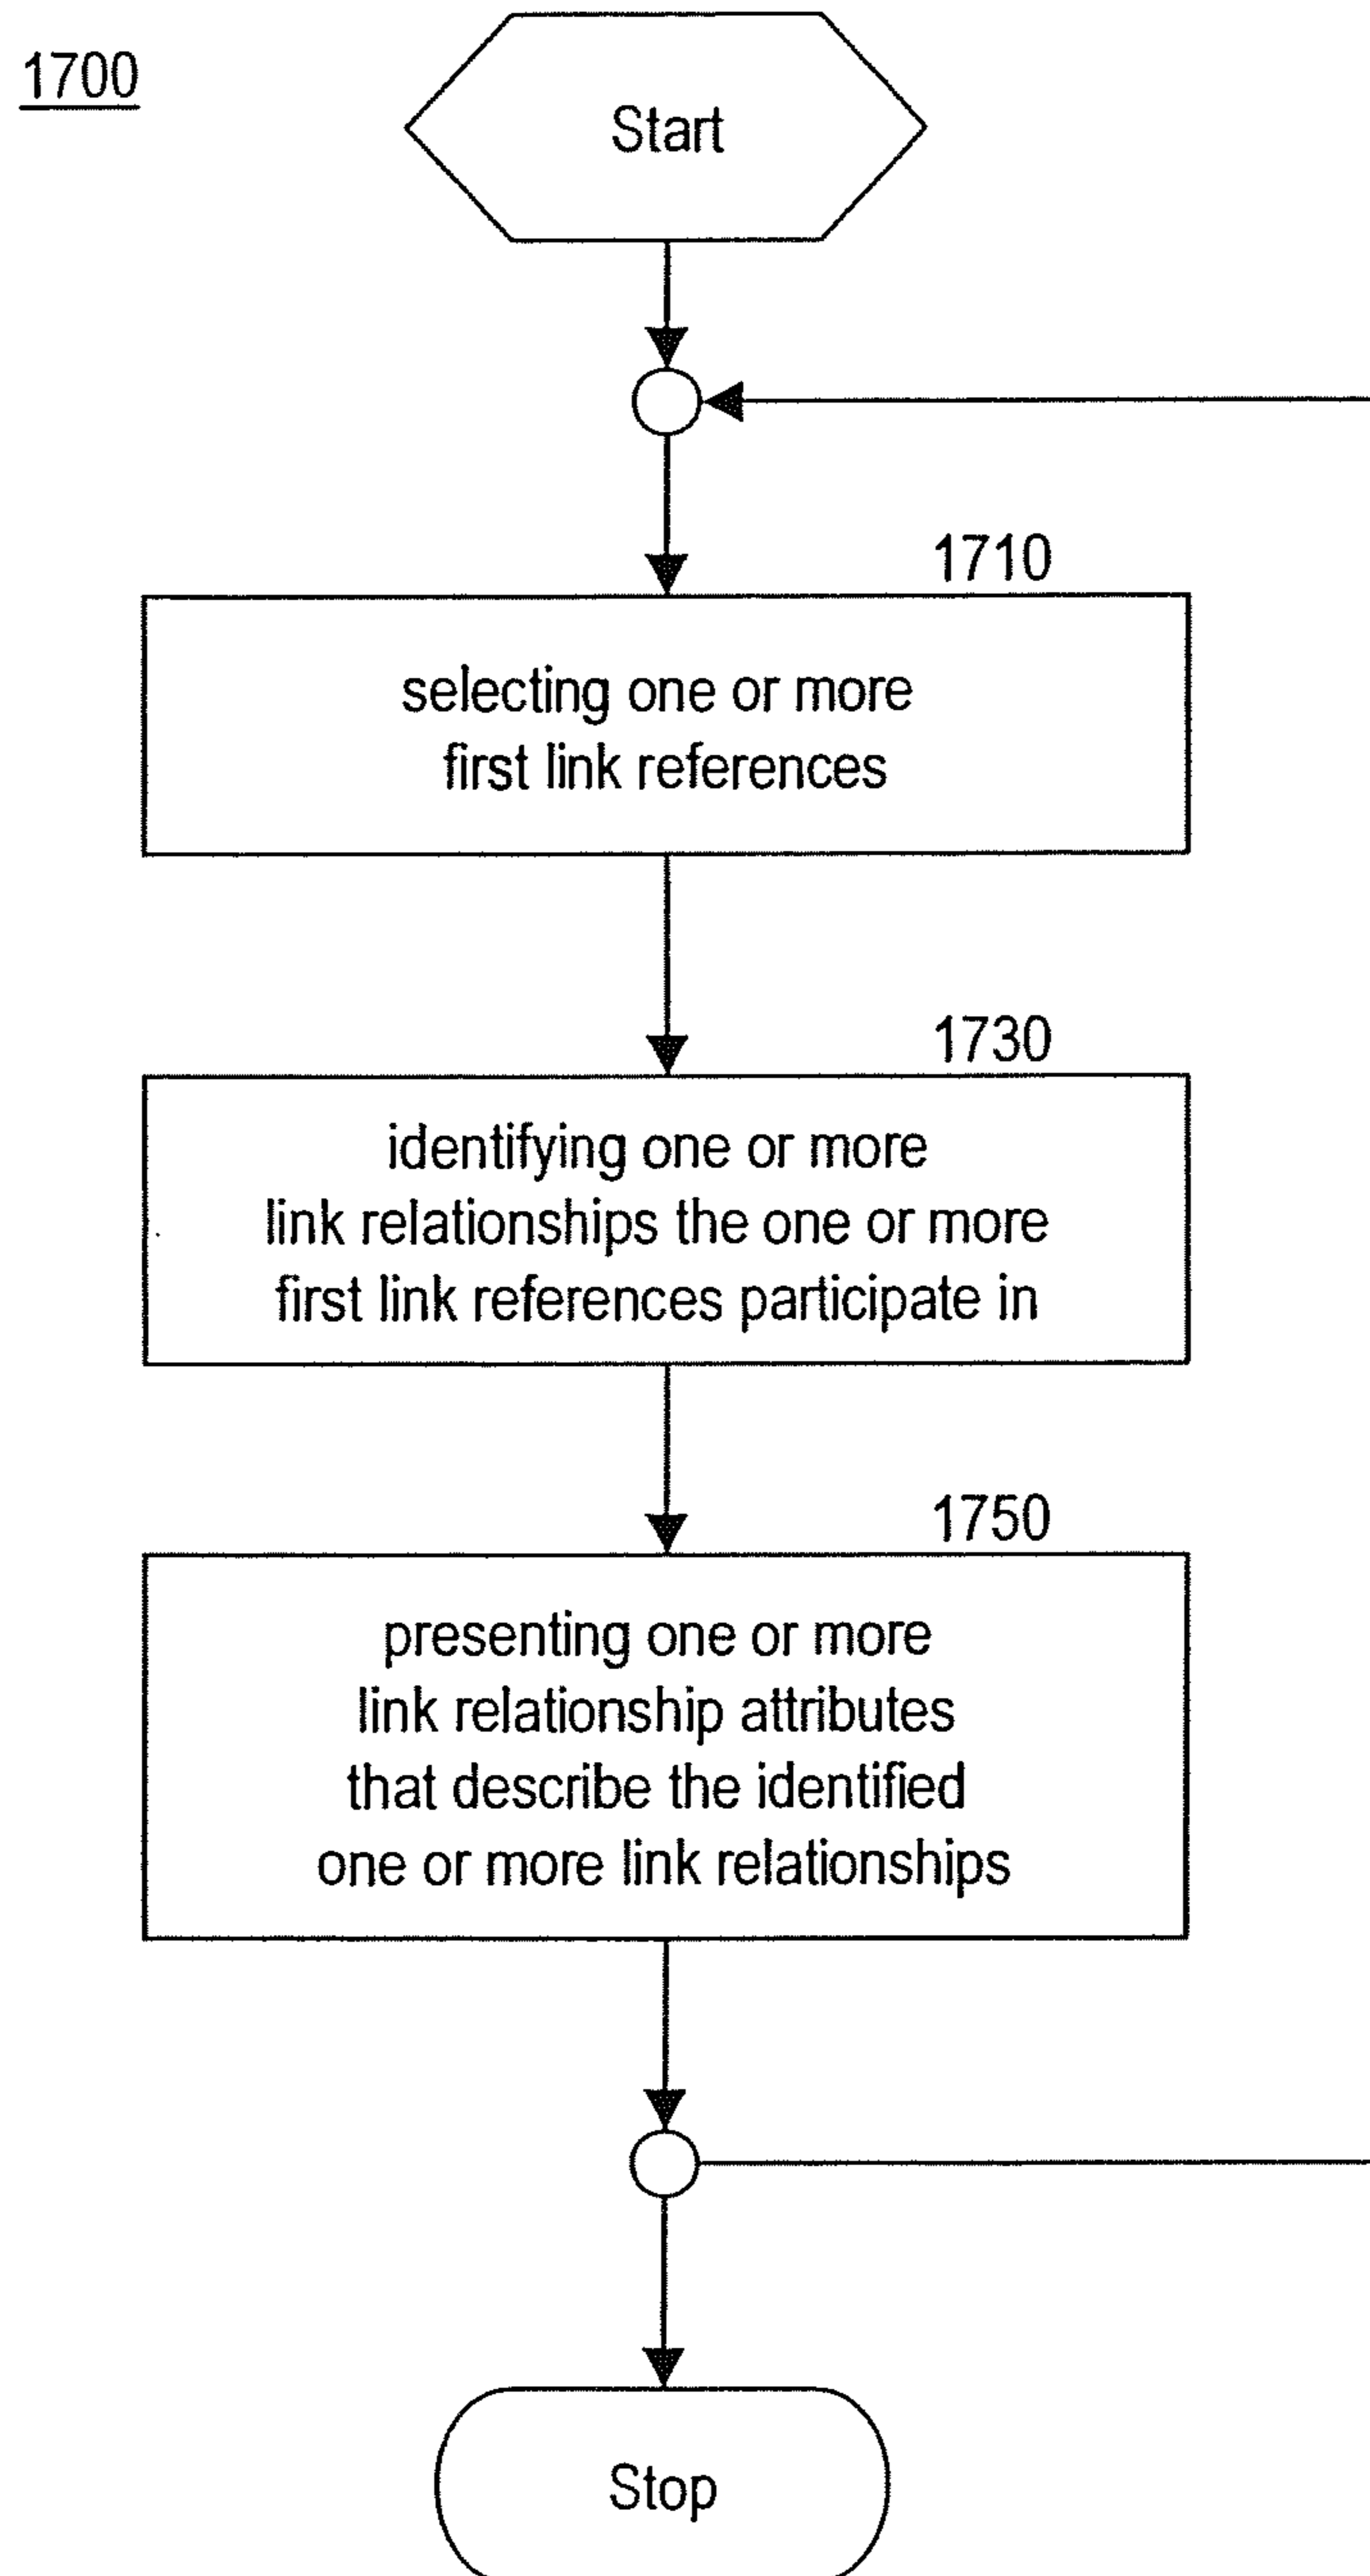 1700
Start
1710
selecting one or more
first link references
1730
identifying one or more
link relationships the one or more
first link references participate in
1750
presenting one or more
link relationship attributes
that describe the identified
one or more link relationships
Stop